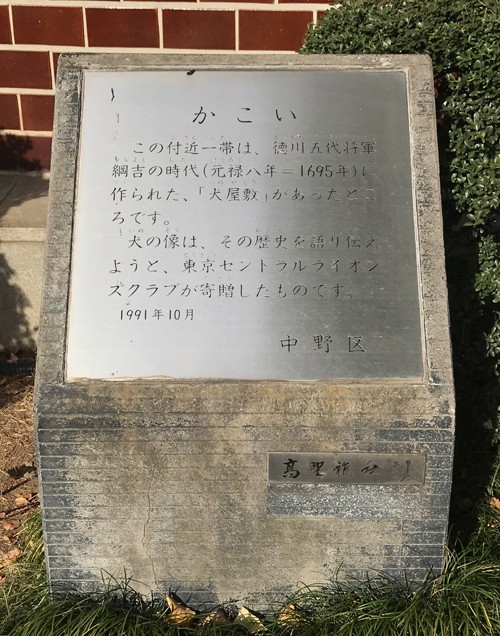 かこい
この付近一帯は、徳川五代将軍
綱吉の時代(元禄八年＝1695年)に
作られた、「犬屋敷」があったとこ
ろです。
犬の像は、その歴史を語り伝え
ようと、東京セントラルライオン
ズクラブが寄贈したものです。
1991年10月
中野区